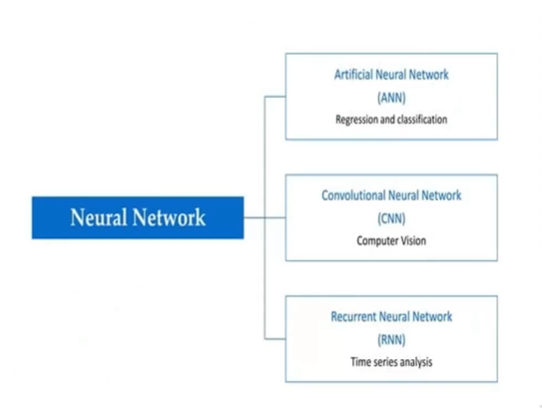 Neural Network
Artificial Neural Network
(ANN)
Regression and classification
Convolutional Neural Network
(CNN)
Computer Vision
Recurrent Neural Network
(RNN)
Time series analysis